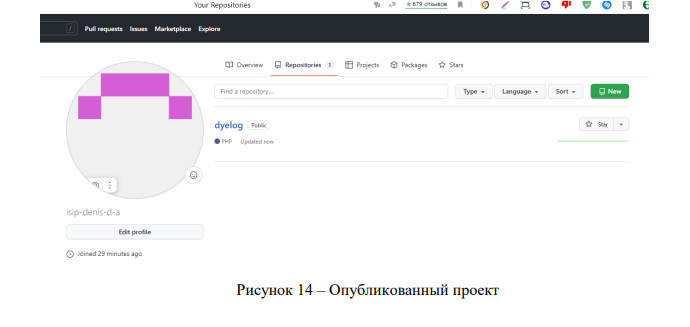 Your Repositories
679 отзывов
/ Pull requests Issues Marketplace Explore
Overview Repositories 1 Projects Packages Stars
Find a repository...
Type Language Sort New
dyelog Public
Star
PHP Updated now
isip-denis-d-a
Edit profile
Joined 29 minutes ago
Рисунок 14 – Опубликованный проект